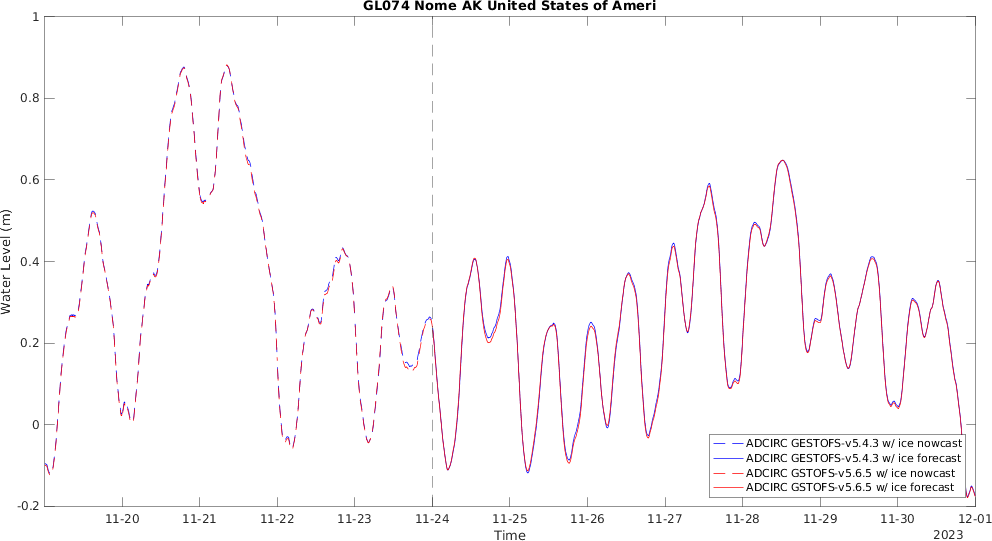 GL074 Nome AK United States of Ameri
Water Level (m)
1
0.8
0.6
0.4
0.2
0
-0.2
ADCIRC GESTOFS-v5.4.3 w/ ice nowcast
ADCIRC GESTOFS-v5.4.3 w/ ice forecast
ADCIRC GSTOFS-v5.6.5 w/ ice nowcast
ADCIRC GSTOFS-v5.6.5 w/ ice forecast
11-20 11-21 11-22 11-23 11-24 11-25 11-26 11-27 11-28 11-29 11-30 12-01
Time
2023